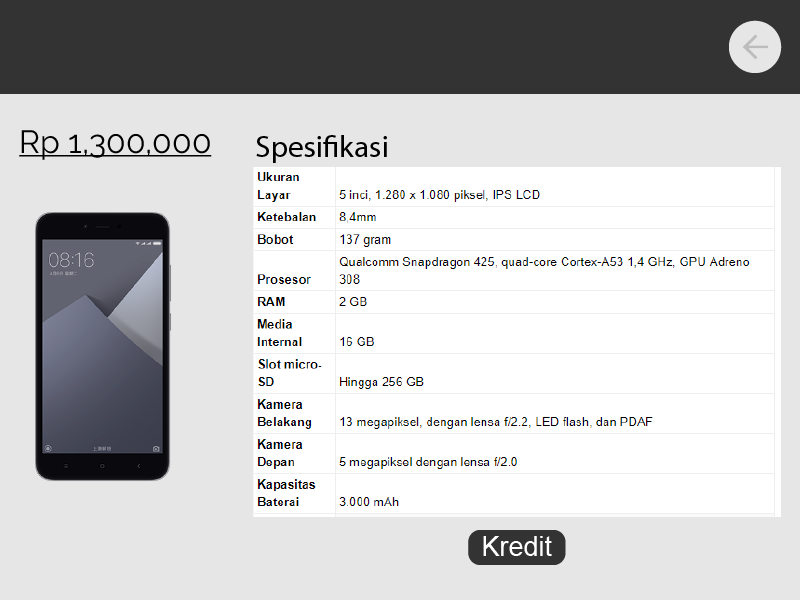 Rp 1,300,000
Spesifikasi
08:16
Ukuran
Layar 5 inci, 1.280 x 1.080 piksel, IPS LCD
Ketebalan 8,4mm
Bobot 137 gram
Qualcomm Snapdragon 425, quad-core Cortex-A53 1,4 GHz, GPU Adreno
Prosesor 308
RAM 2 GB
Media
Internal 16 GB
Slot micro-
SD Hingga 256 GB
Kamera
Belakang 13 megapiksel, dengan lensa f/2.2, LED flash, dan PDAF
Kamera
Depan 5 megapiksel dengan lensa f/2.0
Kapasitas
Baterai 3.000 mAh
Kredit